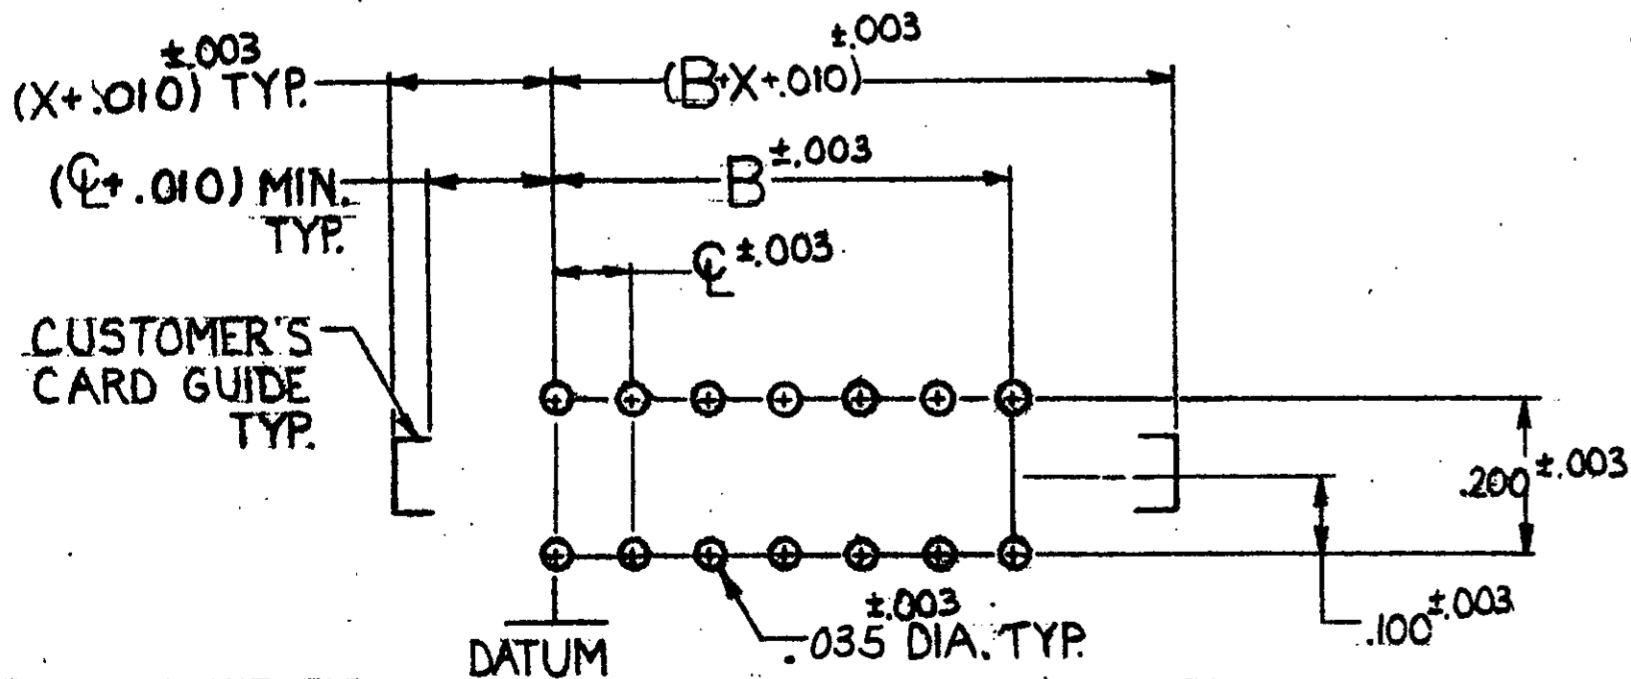 ±.003
(X+.010) TYP.
±.003
(B+X+.010)
(℄+.010) MIN.
TYP.
B ±.003
℄ ±.003
CUSTOMER'S
CARD GUIDE
TYP.
.200 ±.003
.100 ±.003
±.003
.035 DIA. TYP.
DATUM